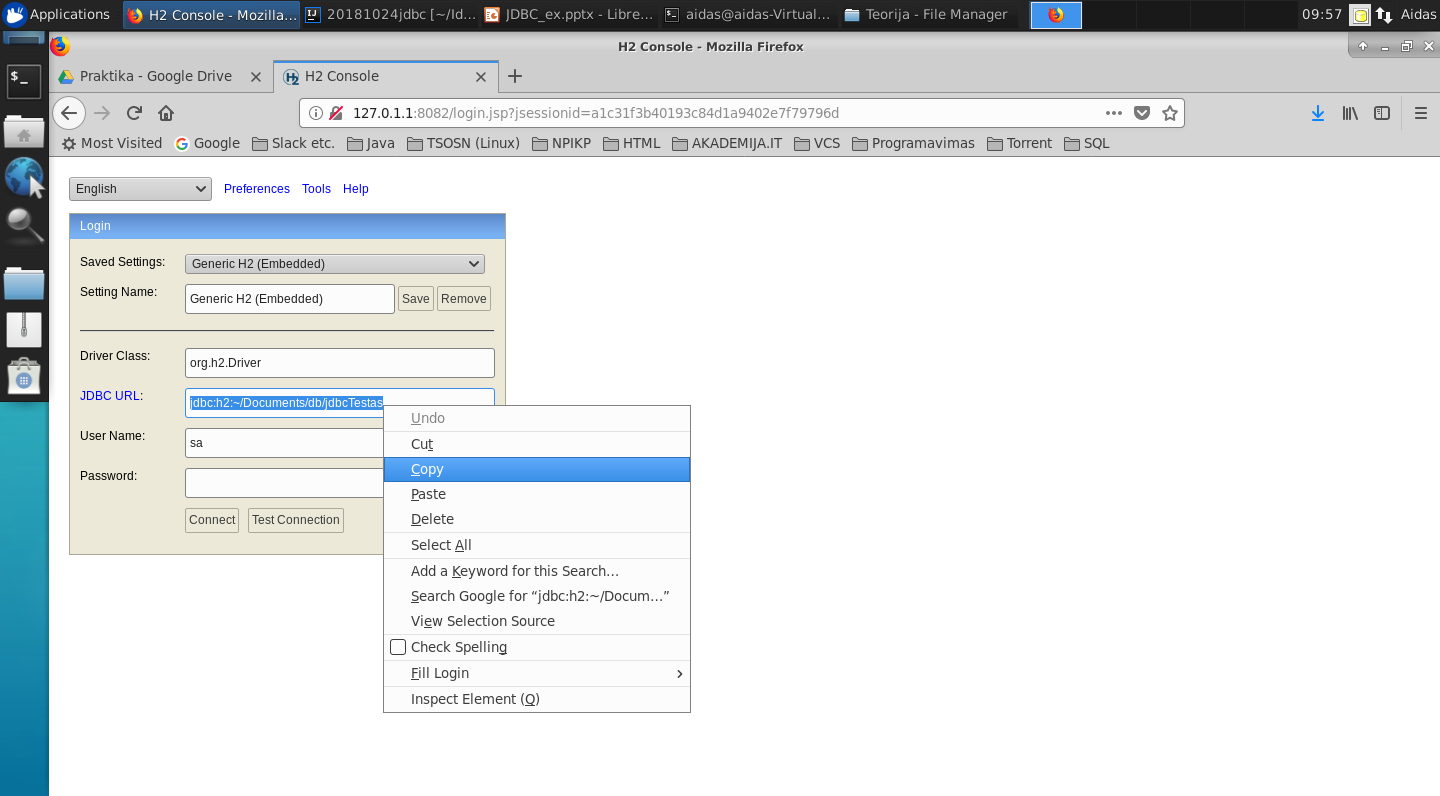 Applications H2 Console - Mozilla... 20181024jdbc [~/Id... JDBC_ex.pptx - Libre... aidas@aidas-Virtual... Teorija - File Manager 09:57 Aidas
H2 Console - Mozilla Firefox
Praktika - Google Drive H2 Console
127.0.1.1:8082/login.jsp?jsessionid=a1c31f3b40193c84d1a9402e7f79796d
Most Visited Google Slack etc. Java TSOSN (Linux) NPIKP HTML AKADEMIJA.IT VCS Programavimas Torrent SQL
English Preferences Tools Help
Login
Saved Settings: Generic H2 (Embedded)
Setting Name: Generic H2 (Embedded) Save Remove
Driver Class: org.h2.Driver
JDBC URL: jdbc:h2:~/Documents/db/jdbcTestas
User Name: sa
Password:
Connect Test Connection
Undo
Cut
Copy
Paste
Delete
Select All
Add a Keyword for this Search...
Search Google for “jdbc:h2:~/Docum...”
View Selection Source
Check Spelling
Fill Login
Inspect Element (Q)